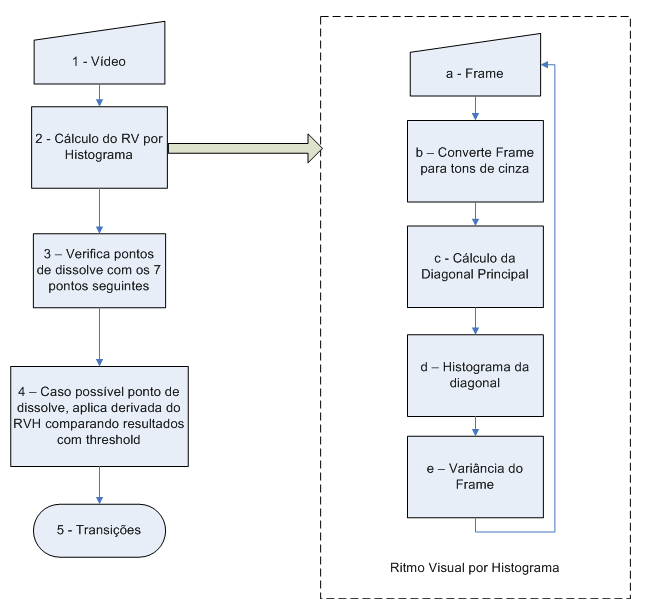 1 - Vídeo
2 - Cálculo do RV por
Histograma
3 – Verifica pontos
de dissolve com os 7
pontos seguintes
4 – Caso possível ponto de
dissolve, aplica derivada do
RVH comparando resultados
com threshold
5 - Transições
a - Frame
b – Converte Frame
para tons de cinza
c - Cálculo da
Diagonal Principal
d – Histograma da
diagonal
e – Variância do
Frame
Ritmo Visual por Histograma